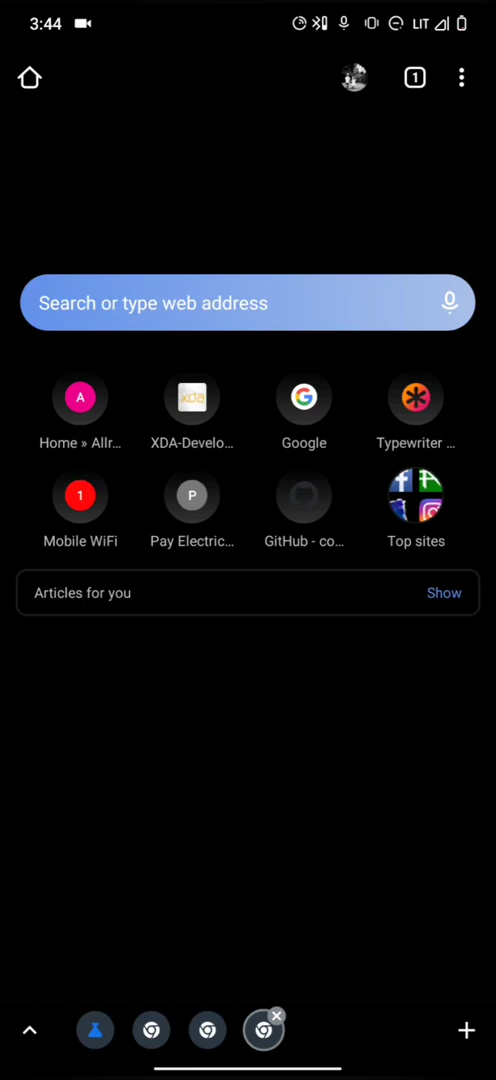 3:44 LIT
1
Search or type web address
A xda G
Home » Allr... XDA-Develo... Google Typewriter ...
1 P
Mobile WiFi Pay Electric... GitHub - co... Top sites
Articles for you Show